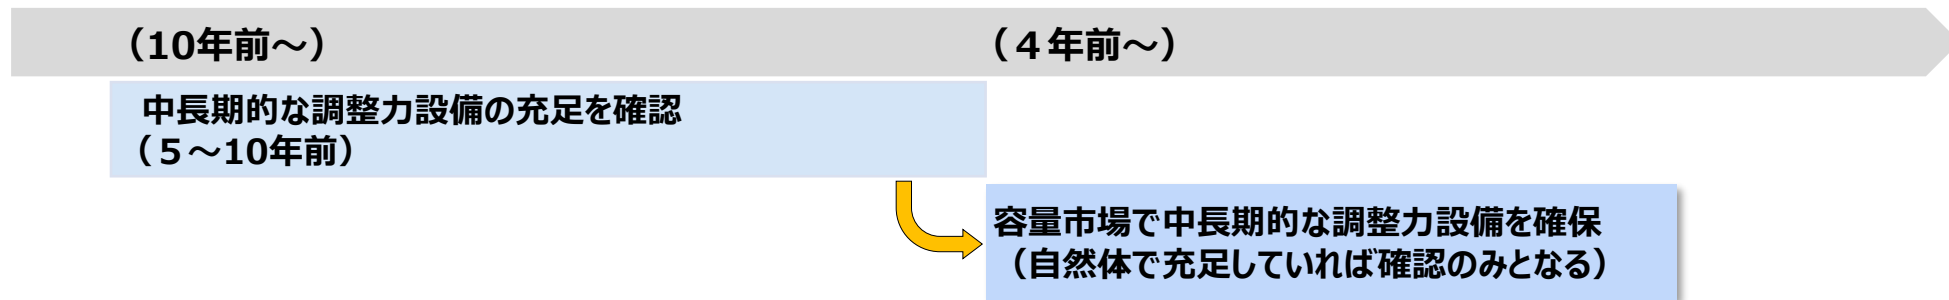 （10年前～）
（４年前～）
中長期的な調整力設備の充足を確認
（５～10年前）
容量市場で中長期的な調整力設備を確保
（自然体で充足していれば確認のみとなる）